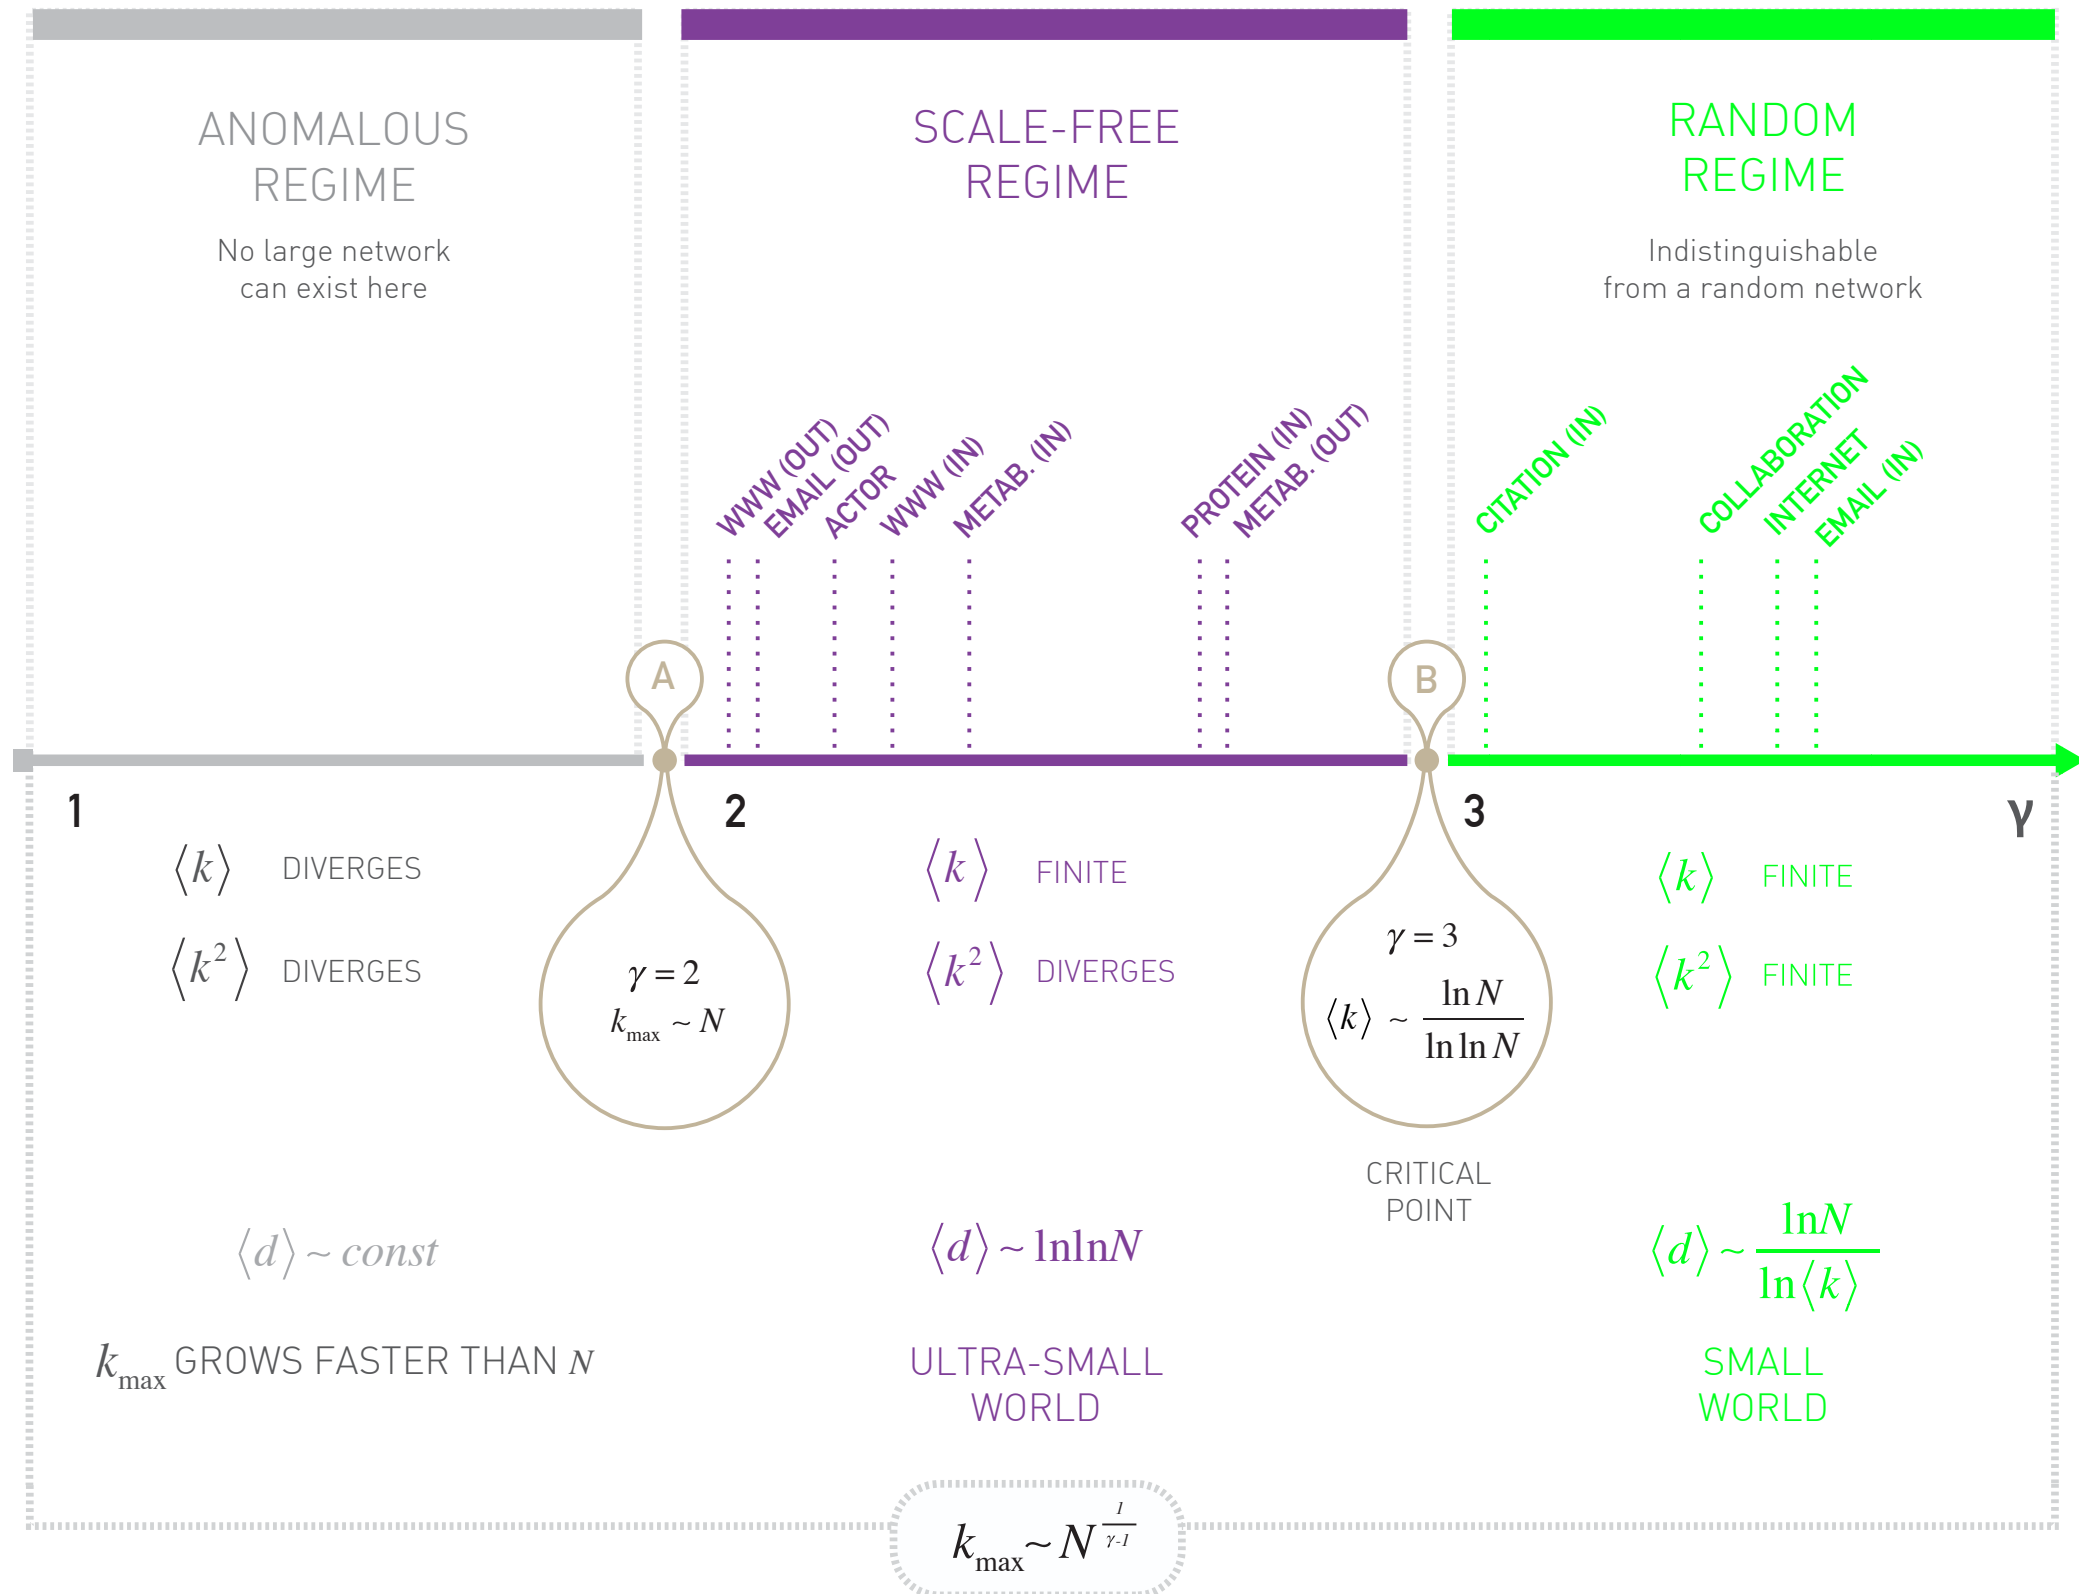 ANOMALOUS
REGIME
No large network
can exist here
SCALE-FREE
REGIME
RANDOM
REGIME
Indistinguishable
from a random network
WWW (OUT)
EMAIL (OUT)
ACTOR
WWW (IN)
METAB. (IN)
PROTEIN (IN)
METAB. (OUT)
CITATION (IN)
COLLABORATION
INTERNET
EMAIL (IN)
A
B
1
2
3
γ
⟨k⟩ DIVERGES
⟨k²⟩ DIVERGES
γ = 2
k_max ~ N
⟨k⟩ FINITE
⟨k²⟩ DIVERGES
γ = 3
⟨k⟩ ~ ln N / ln ln N
CRITICAL
POINT
⟨k⟩ FINITE
⟨k²⟩ FINITE
⟨d⟩ ~ const
k_max GROWS FASTER THAN N
⟨d⟩ ~ lnlnN
ULTRA-SMALL
WORLD
⟨d⟩ ~ lnN / ln⟨k⟩
SMALL
WORLD
k_max ~ N^(1/(γ-1))